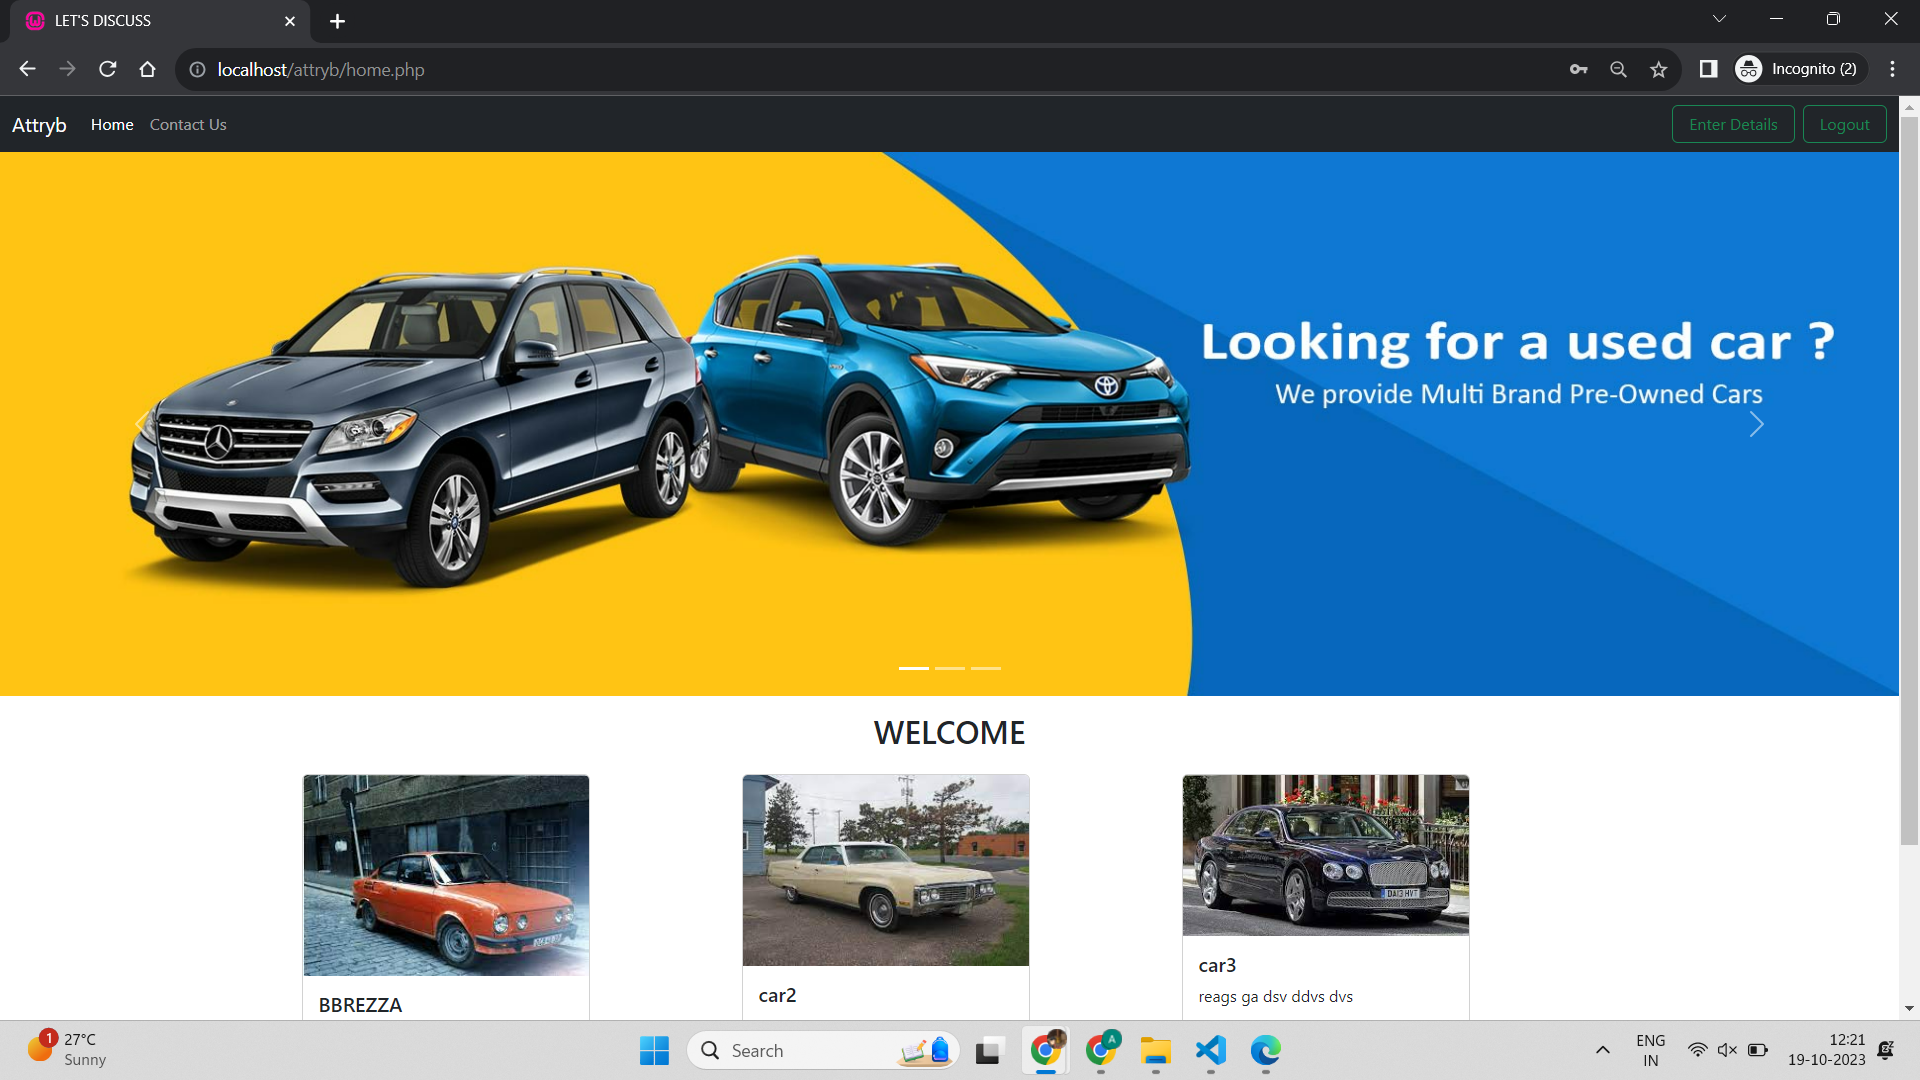 LET'S DISCUSS
localhost/attryb/home.php
Incognito (2)
Attryb
Home
Contact Us
Enter Details
Logout
Looking for a used car ?
We provide Multi Brand Pre-Owned Cars
WELCOME
DA13 HVT
BBREZZA
car2
car3
reags ga dsv ddvs dvs
1
27°C
Sunny
Search
A
ENG
IN
12:21
19-10-2023